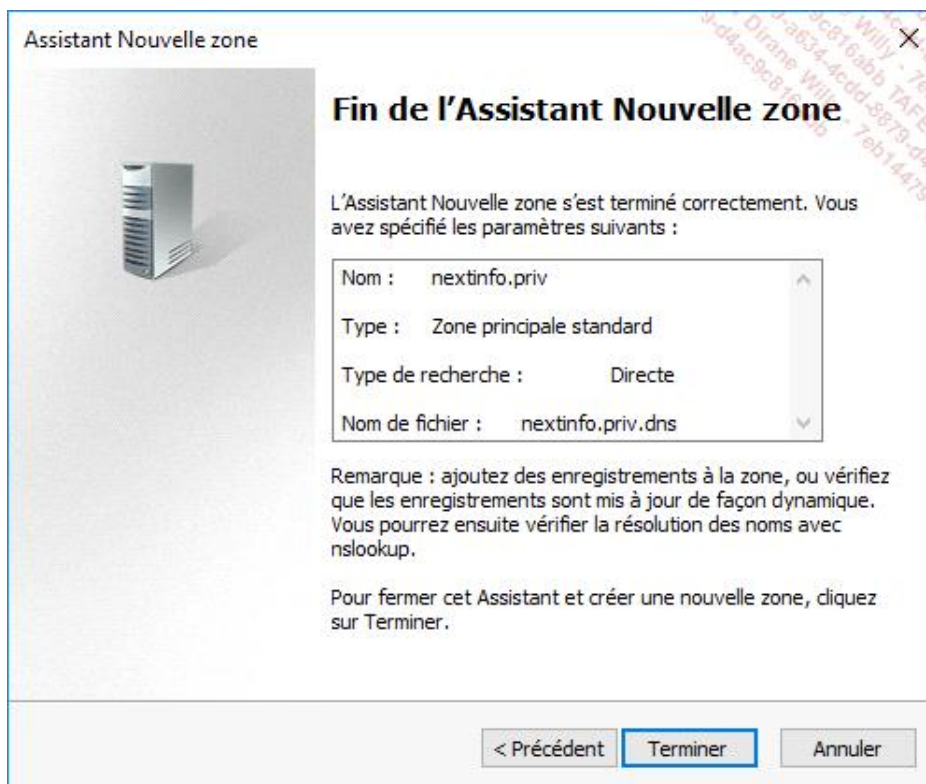 Assistant Nouvelle zone
Fin de l'Assistant Nouvelle zone
L'Assistant Nouvelle zone s'est terminé correctement. Vous
avez spécifié les paramètres suivants :
Nom : nextinfo.priv
Type : Zone principale standard
Type de recherche : Directe
Nom de fichier : nextinfo.priv.dns
Remarque : ajoutez des enregistrements à la zone, ou vérifiez
que les enregistrements sont mis à jour de façon dynamique.
Vous pourrez ensuite vérifier la résolution des noms avec
nslookup.
Pour fermer cet Assistant et créer une nouvelle zone, cliquez
sur Terminer.
< Précédent
Terminer
Annuler